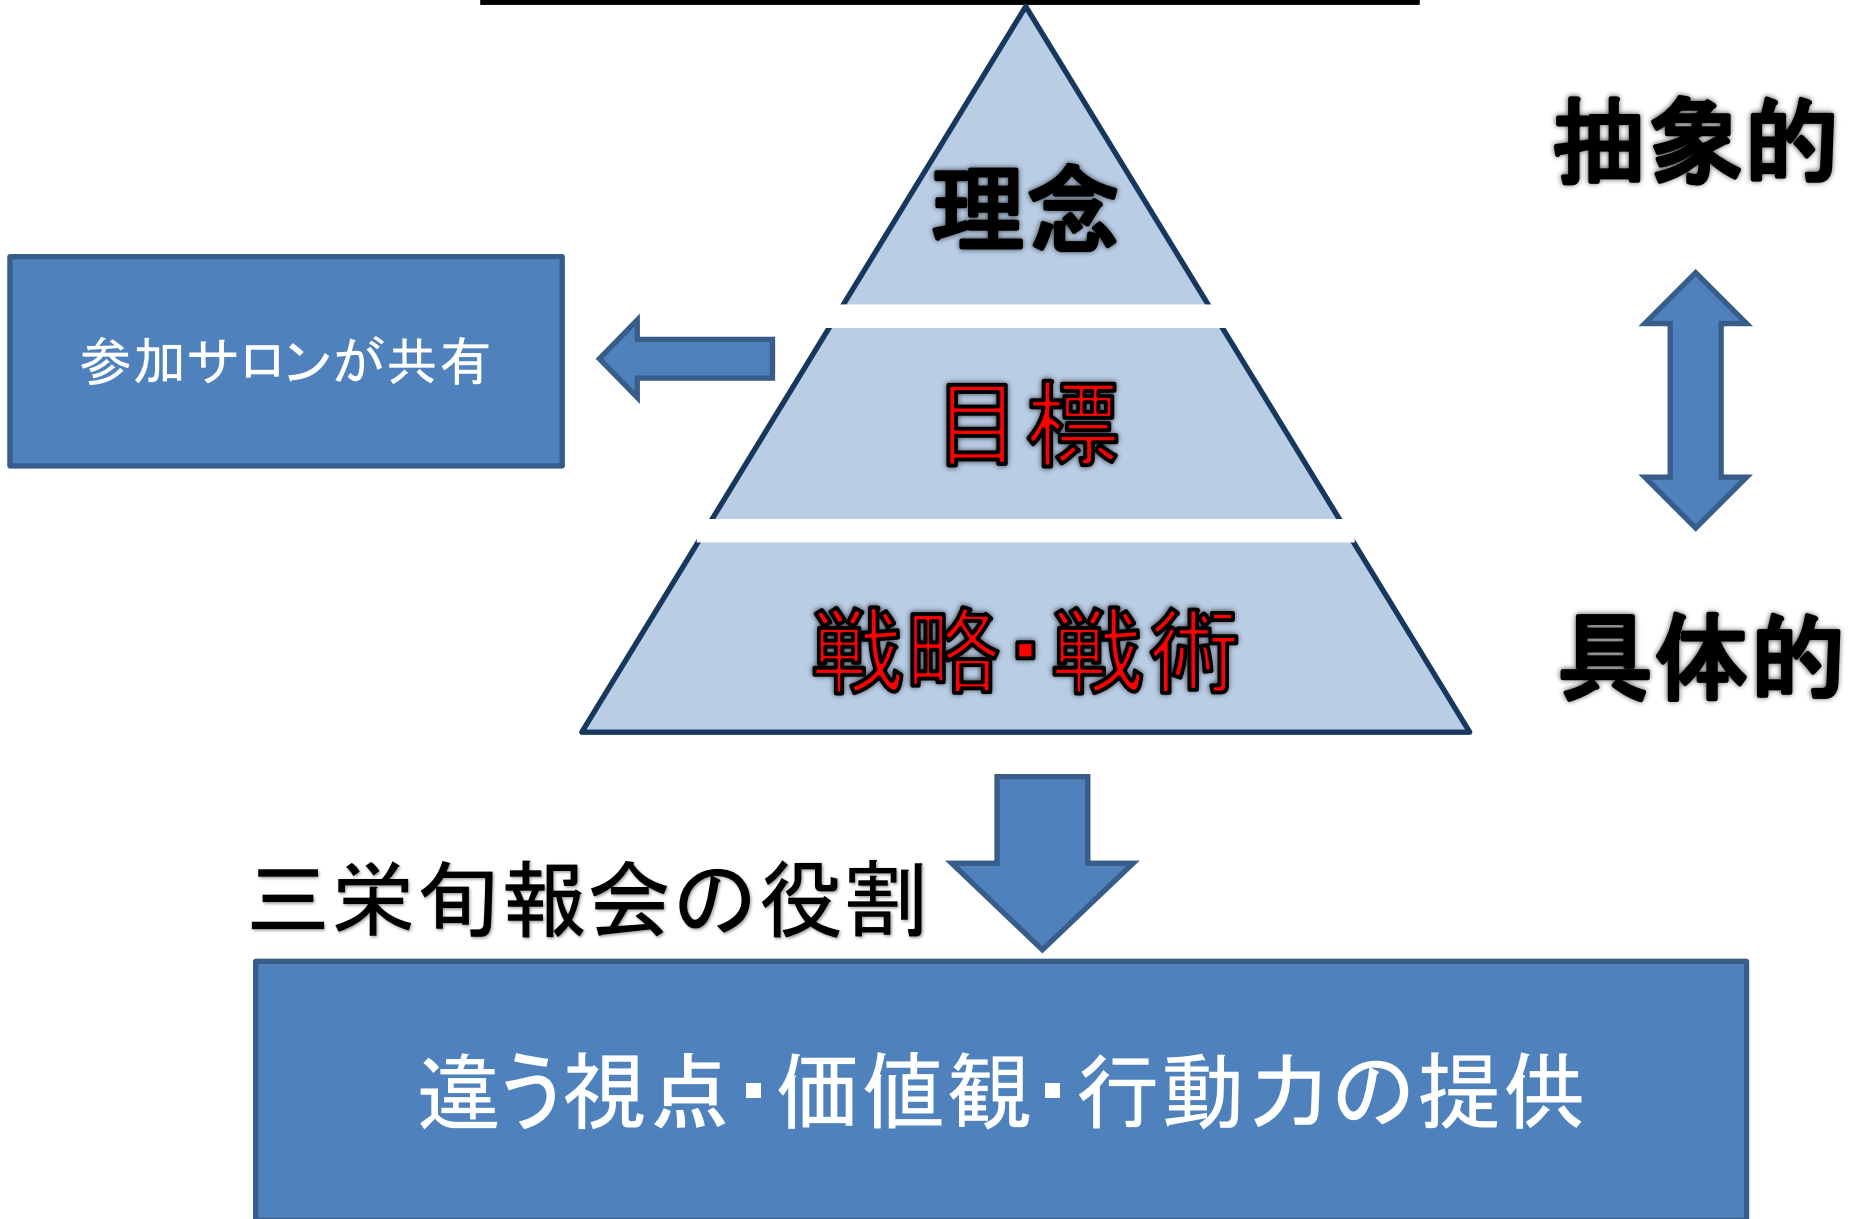 抽象的
理念
参加サロンが共有
目標
戦略・戦術
具体的
三栄旬報会の役割
違う視点・価値観・行動力の提供